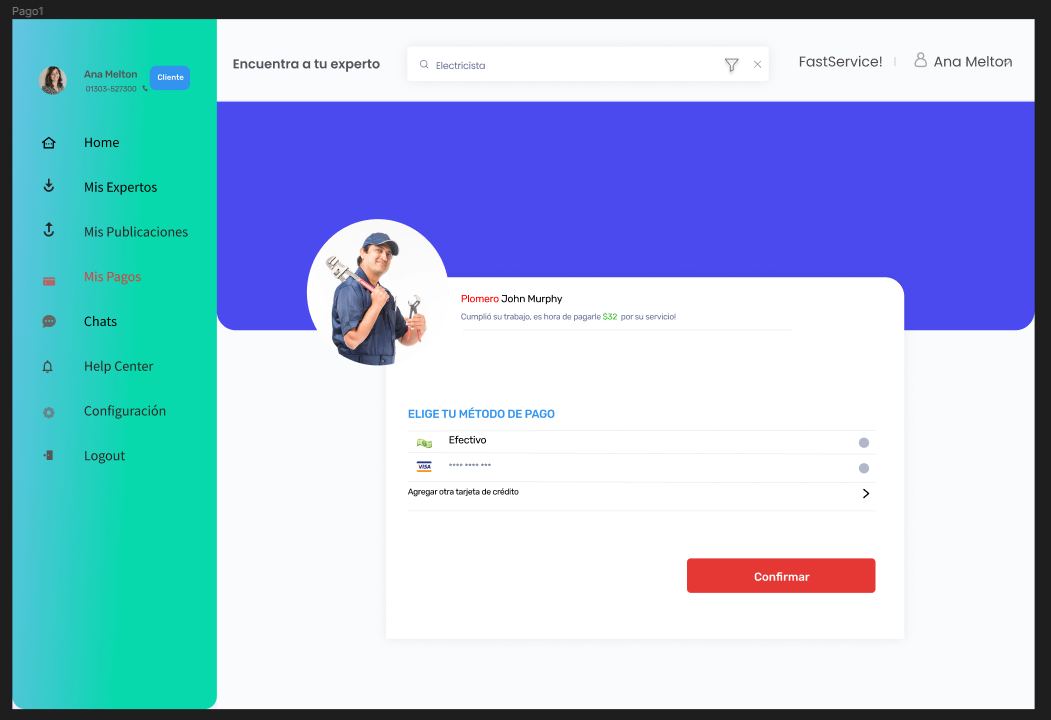 Pago1
Ana Melton
Cliente
01303-527300
Encuentra a tu experto
Electricista
FastService!
Ana Melton
Home
Mis Expertos
Mis Publicaciones
Mis Pagos
Chats
Help Center
Configuración
Logout
Plomero John Murphy
Cumplió su trabajo, es hora de pagarle $32 por su servicio!
ELIGE TU MÉTODO DE PAGO
Efectivo
VISA **** **** ***
Agregar otra tarjeta de crédito
Confirmar